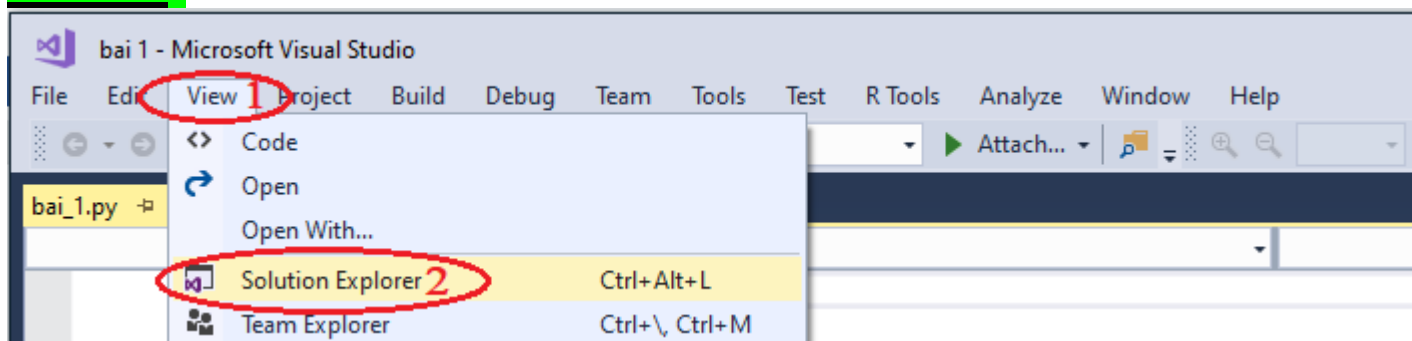 bai 1 - Microsoft Visual Studio
File Edit View 1 Project Build Debug Team Tools Test R Tools Analyze Window Help
Code Attach...
bai_1.py Open
Open With...
Solution Explorer 2 Ctrl+Alt+L
Team Explorer Ctrl+\, Ctrl+M